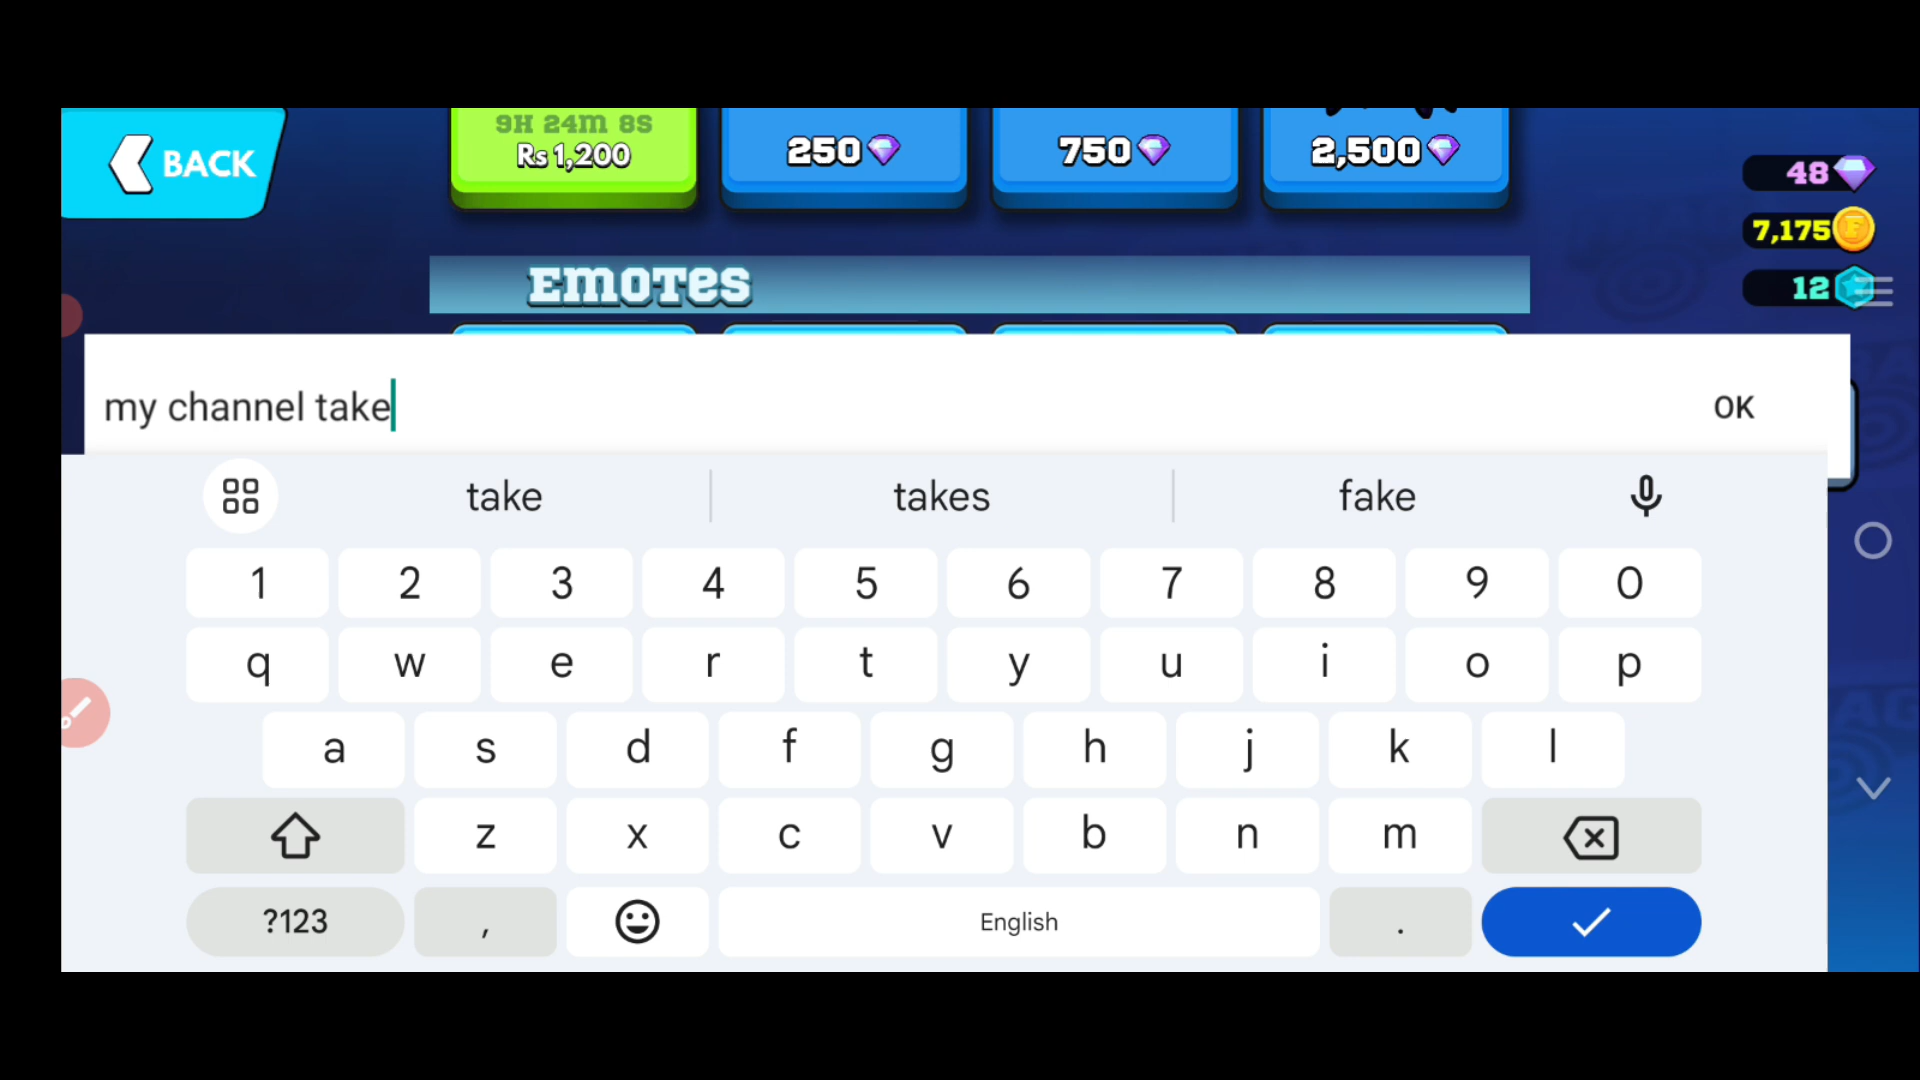 BACK
9H 24m 8s
Rs 1,200
250
750
2,500
48
7,175
12
Emotes
my channel take
OK
take takes fake
1 2 3 4 5 6 7 8 9 0
q w e r t y u i o p
a s d f g h j k l
z x c v b n m
?123 , English .